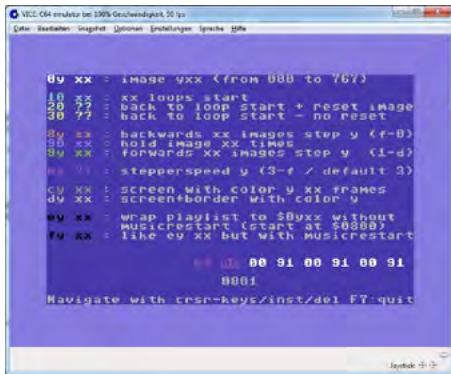 VICE: C64 emulator bei 100% Geschwindigkeit, 50 fps
Datei Bearbeiten Snapshot Optionen Einstellungen Sprache Hilfe
0y xx : image yxx (from 000 to 767)
10 xx : xx loops start
20 ?? : back to loop start + reset image
30 ?? : back to loop start - no reset
8y xx : backwards xx images step y (f-0)
90 xx : hold image xx times
: forwards xx images step y (1-d)
: stepperspeed y (3-f / default 3)
cy xx : screen with color y xx frames
dy xx : screen+border with color y
ey xx : wrap playlist to $0yxx without
musicrestart (start at $0800)
fy xx : like ey xx but with musicrestart
00 91 00 91 00 91
0001
Navigate with crsr-keys/inst/del F7:quit
Joystick: